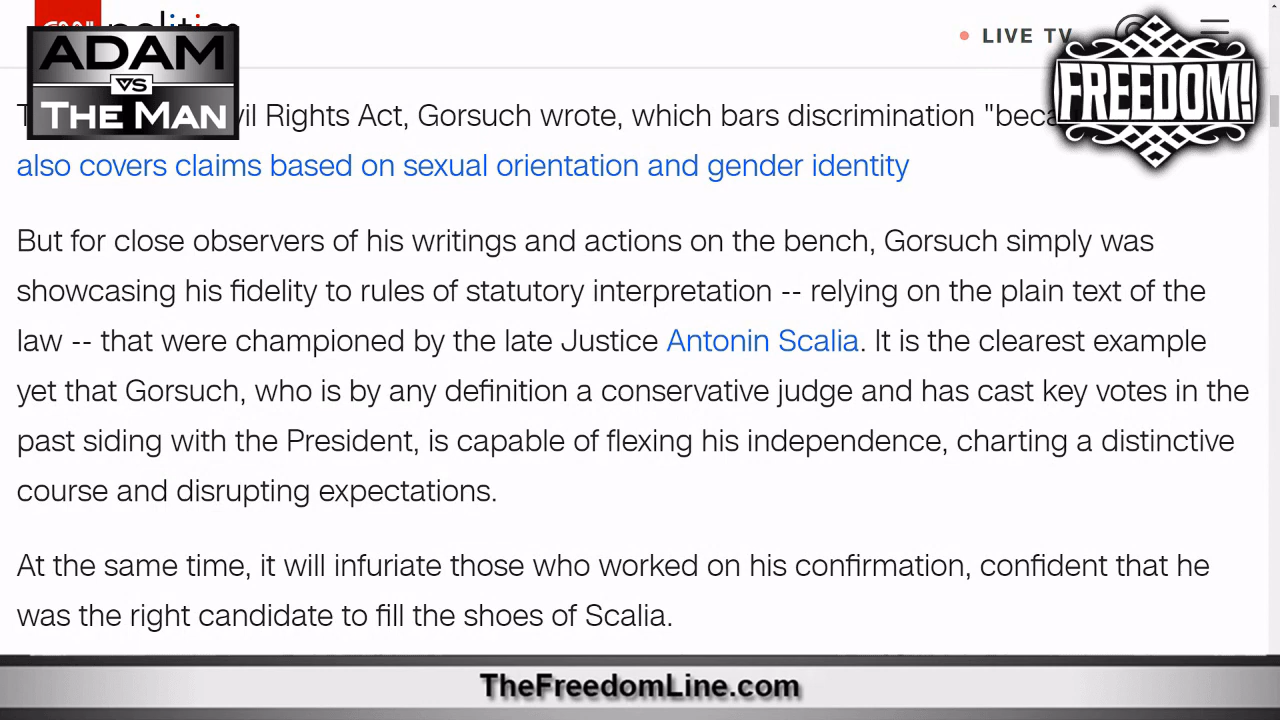 politics
LIVE TV
ADAM
VS
THE MAN
FREEDOM!
Rights Act, Gorsuch wrote, which bars discrimination
also covers claims based on sexual orientation and gender identity
But for close observers of his writings and actions on the bench, Gorsuch simply was
showcasing his fidelity to rules of statutory interpretation -- relying on the plain text of the
law -- that were championed by the late Justice Antonin Scalia. It is the clearest example
yet that Gorsuch, who is by any definition a conservative judge and has cast key votes in the
past siding with the President, is capable of flexing his independence, charting a distinctive
course and disrupting expectations.
At the same time, it will infuriate those who worked on his confirmation, confident that he
was the right candidate to fill the shoes of Scalia.
TheFreedomLine.com